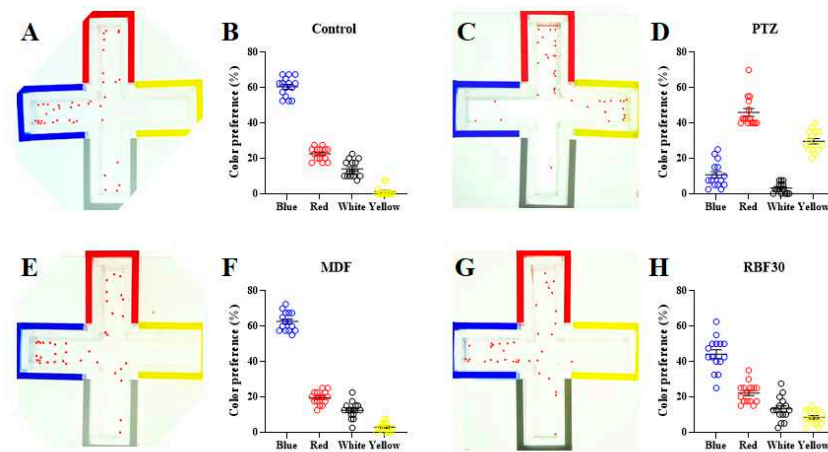 A
B
Control
Color preference (%)
80
60
40
20
0
Blue Red White Yellow
C
D
PTZ
Color preference (%)
80
60
40
20
0
Blue Red White Yellow
E
F
MDF
Color preference (%)
80
60
40
20
0
Blue Red White Yellow
G
H
RBF30
Color preference (%)
80
60
40
20
0
Blue Red White Yellow